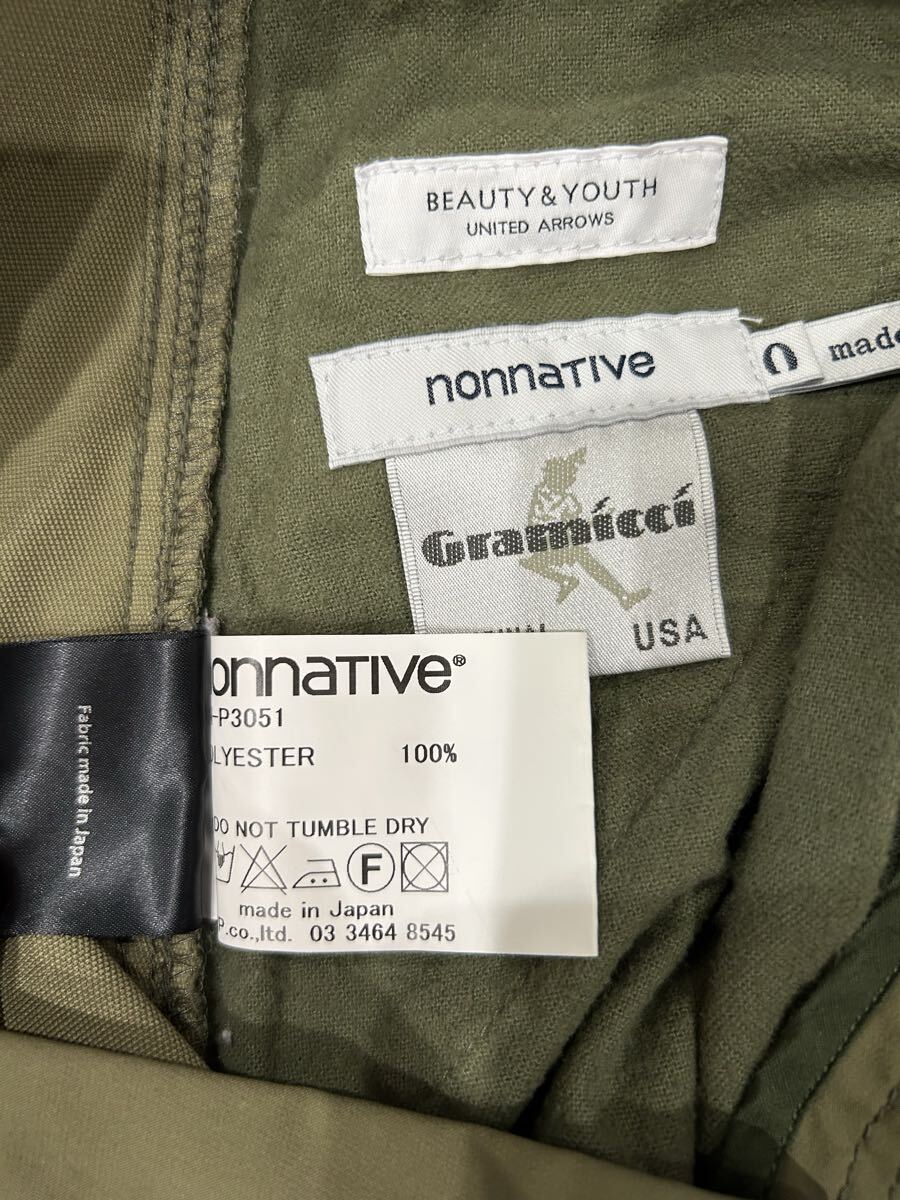 BEAUTY&YOUTH
UNITED ARROWS
nonnative
0 made
Gramicci
USA
onnative®
-P3051
LYESTER 100%
DO NOT TUMBLE DRY
F
made in Japan
P.co.,ltd. 03 3464 8545
Fabric made in Japan